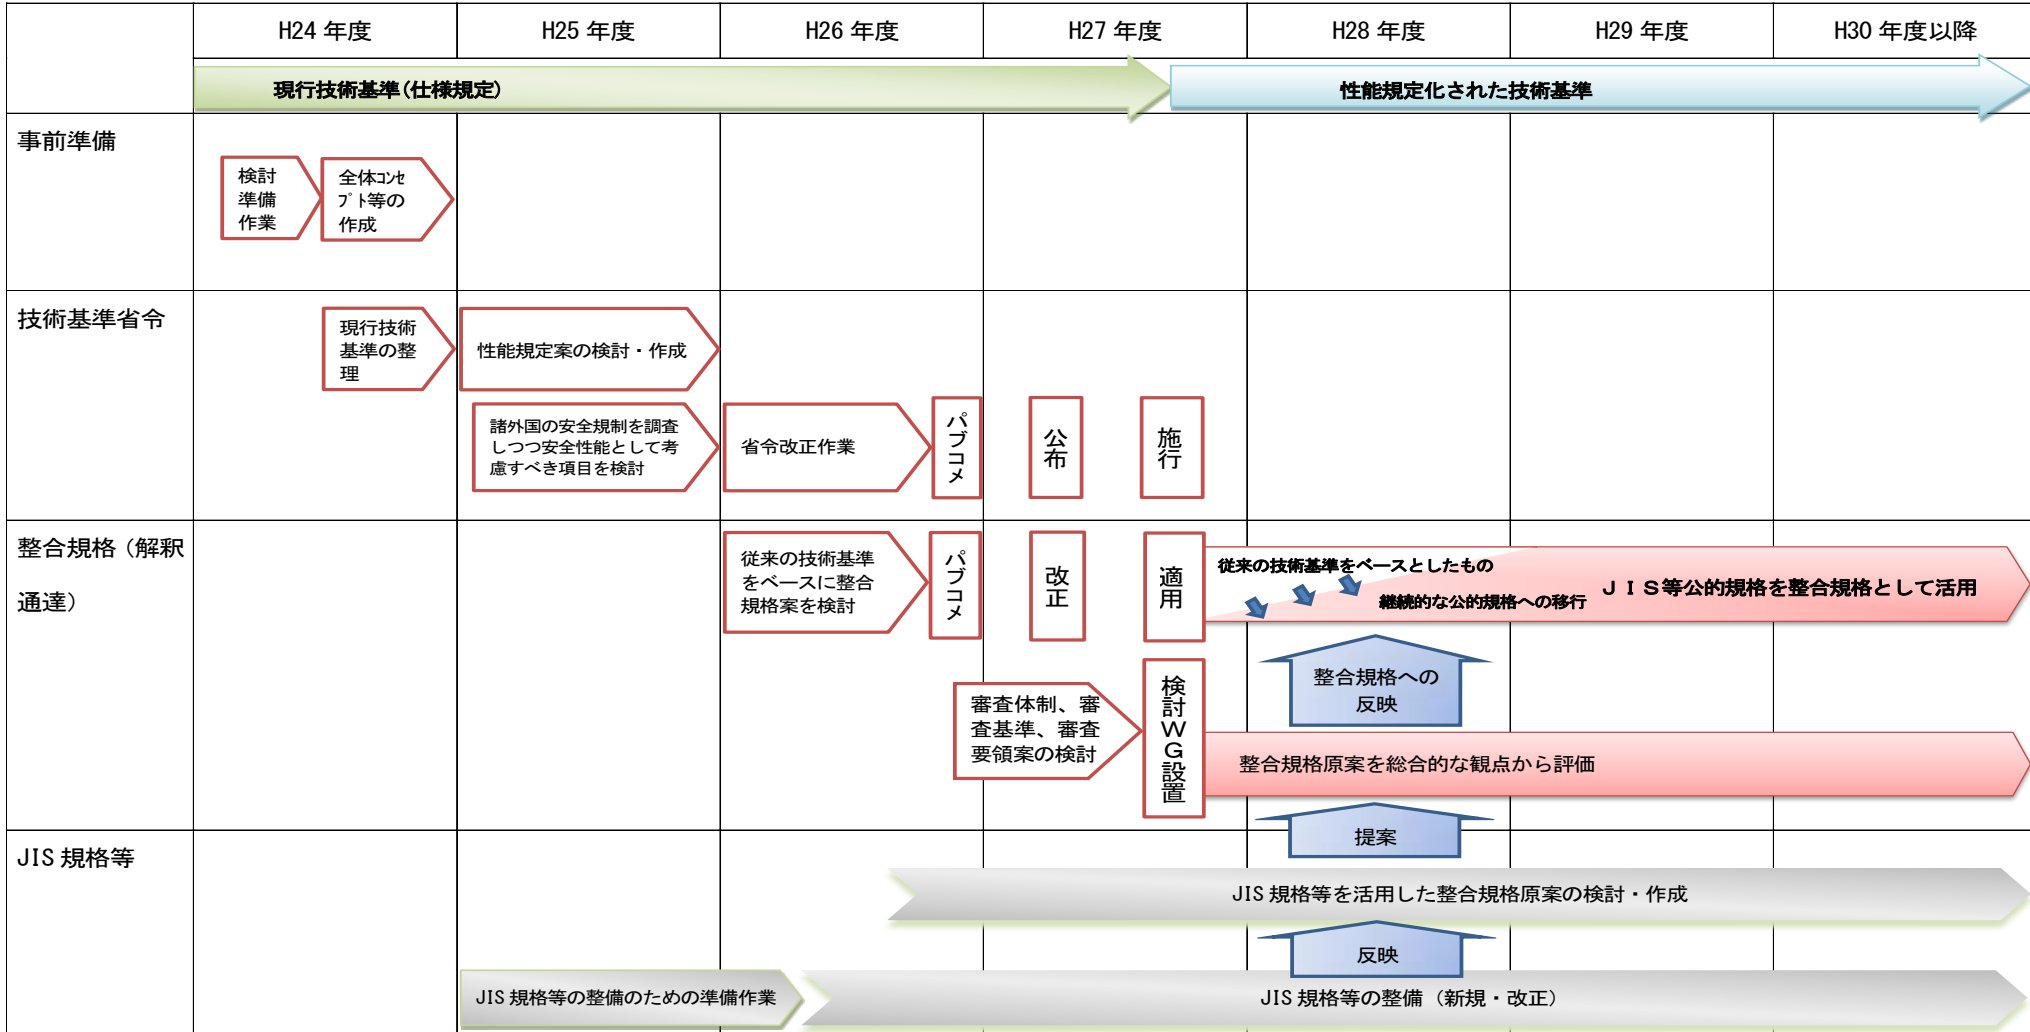 H24 年度
H25 年度
H26 年度
H27 年度
H28 年度
H29 年度
H30 年度以降
現行技術基準(仕様規定)
性能規定化された技術基準
事前準備
検討
準備
作業
全体ｺﾝｾ
ﾌﾟﾄ等の
作成
技術基準省令
現行技術
基準の整
理
性能規定案の検討・作成
諸外国の安全規制を調査
しつつ安全性能として考
慮すべき項目を検討
省令改正作業
パブコメ
公布
施行
整合規格（解釈
通達）
従来の技術基準
をベースに整合
規格案を検討
パブコメ
改正
適用
従来の技術基準をベースとしたもの
継続的な公的規格への移行
ＪＩＳ等公的規格を整合規格として活用
整合規格への
反映
審査体制、審
査基準、審査
要領案の検討
検討ＷＧ設置
整合規格原案を総合的な観点から評価
提案
JIS 規格等
JIS 規格等を活用した整合規格原案の検討・作成
反映
JIS 規格等の整備のための準備作業
JIS 規格等の整備（新規・改正）